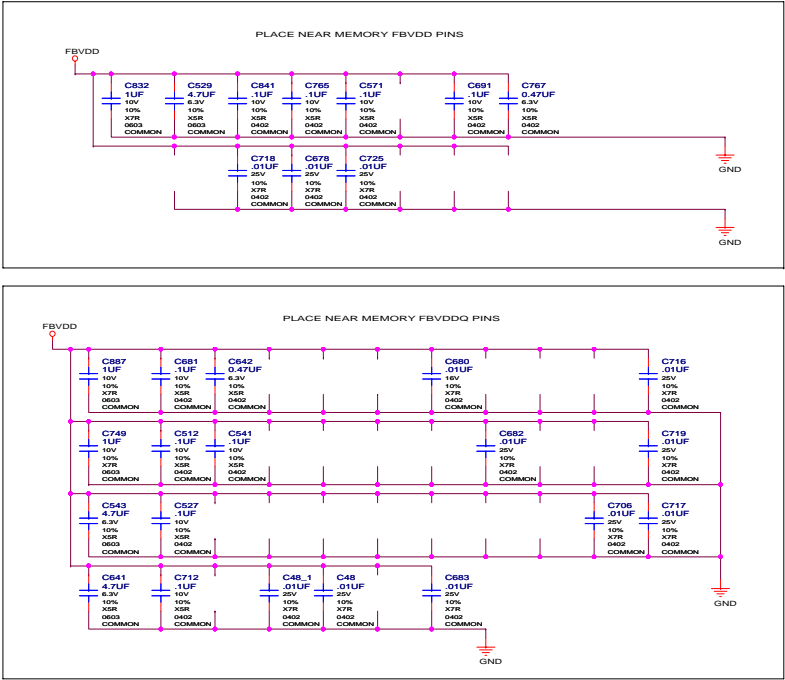 PLACE NEAR MEMORY FBVDD PINS
FBVDD
C832 C529 C841 C765 C571 C691 C767
1UF 4.7UF .1UF .1UF .1UF .1UF 0.47UF
10V 6.3V 10V 10V 10V 10V 6.3V
10% 10% 10% 10% 10% 10% 10%
X7R X5R X5R X5R X5R X5R X5R
0603 0603 0402 0402 0402 0402 0402
COMMON COMMON COMMON COMMON COMMON COMMON COMMON
C718 C678 C725
.01UF .01UF .01UF
25V 25V 25V
10% 10% 10%
X7R X7R X7R
0402 0402 0402
COMMON COMMON COMMON
GND
GND
PLACE NEAR MEMORY FBVDDQ PINS
FBVDD
C887 C681 C642 C680 C716
1UF .1UF 0.47UF .01UF .01UF
10V 10V 6.3V 16V 25V
10% 10% 10% 10% 10%
X7R X5R X5R X7R X7R
0603 0402 0402 0402 0402
COMMON COMMON COMMON COMMON COMMON
C749 C512 C541 C682 C719
1UF .1UF .1UF .01UF .01UF
10V 10V 10V 25V 25V
10% 10% 10% 10% 10%
X7R X5R X5R X7R X7R
0603 0402 0402 0402 0402
COMMON COMMON COMMON COMMON COMMON
C543 C527 C706 C717
4.7UF .1UF .01UF .01UF
6.3V 10V 25V 25V
10% 10% 10% 10%
X5R X5R X7R X7R
0603 0402 0402 0402
COMMON COMMON COMMON COMMON
C641 C712 C48_1 C48 C683
4.7UF .1UF .01UF .01UF .01UF
6.3V 10V 25V 25V 25V
10% 10% 10% 10% 10%
X5R X5R X7R X7R X7R
0603 0402 0402 0402 0402
COMMON COMMON COMMON COMMON COMMON
GND
GND